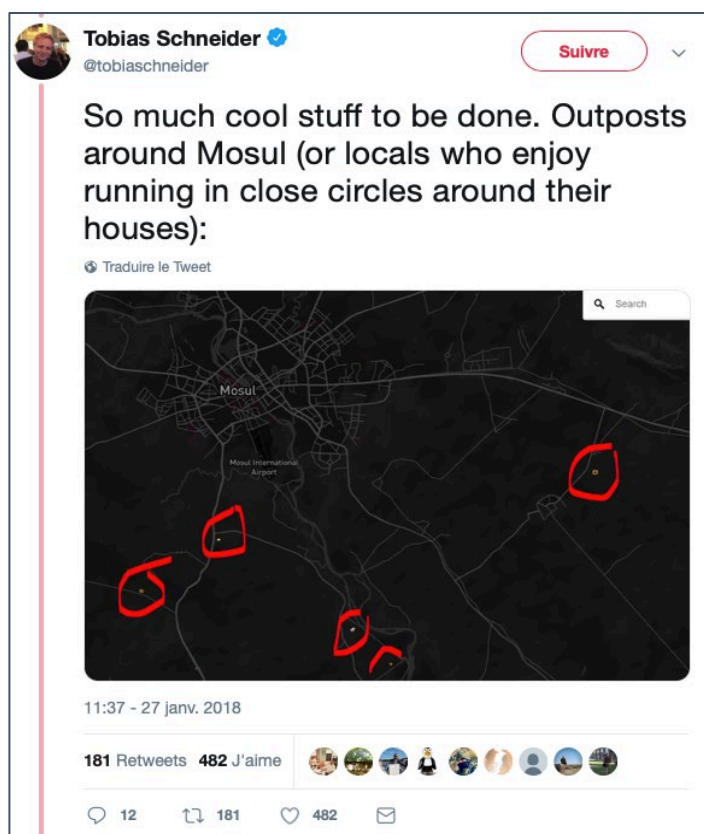 Tobias Schneider
@tobiaschneider
Suivre
So much cool stuff to be done. Outposts
around Mosul (or locals who enjoy
running in close circles around their
houses):
Traduire le Tweet
Search
Mosul
Mosul International
Airport
11:37 - 27 janv. 2018
181 Retweets 482 J'aime
12 181 482